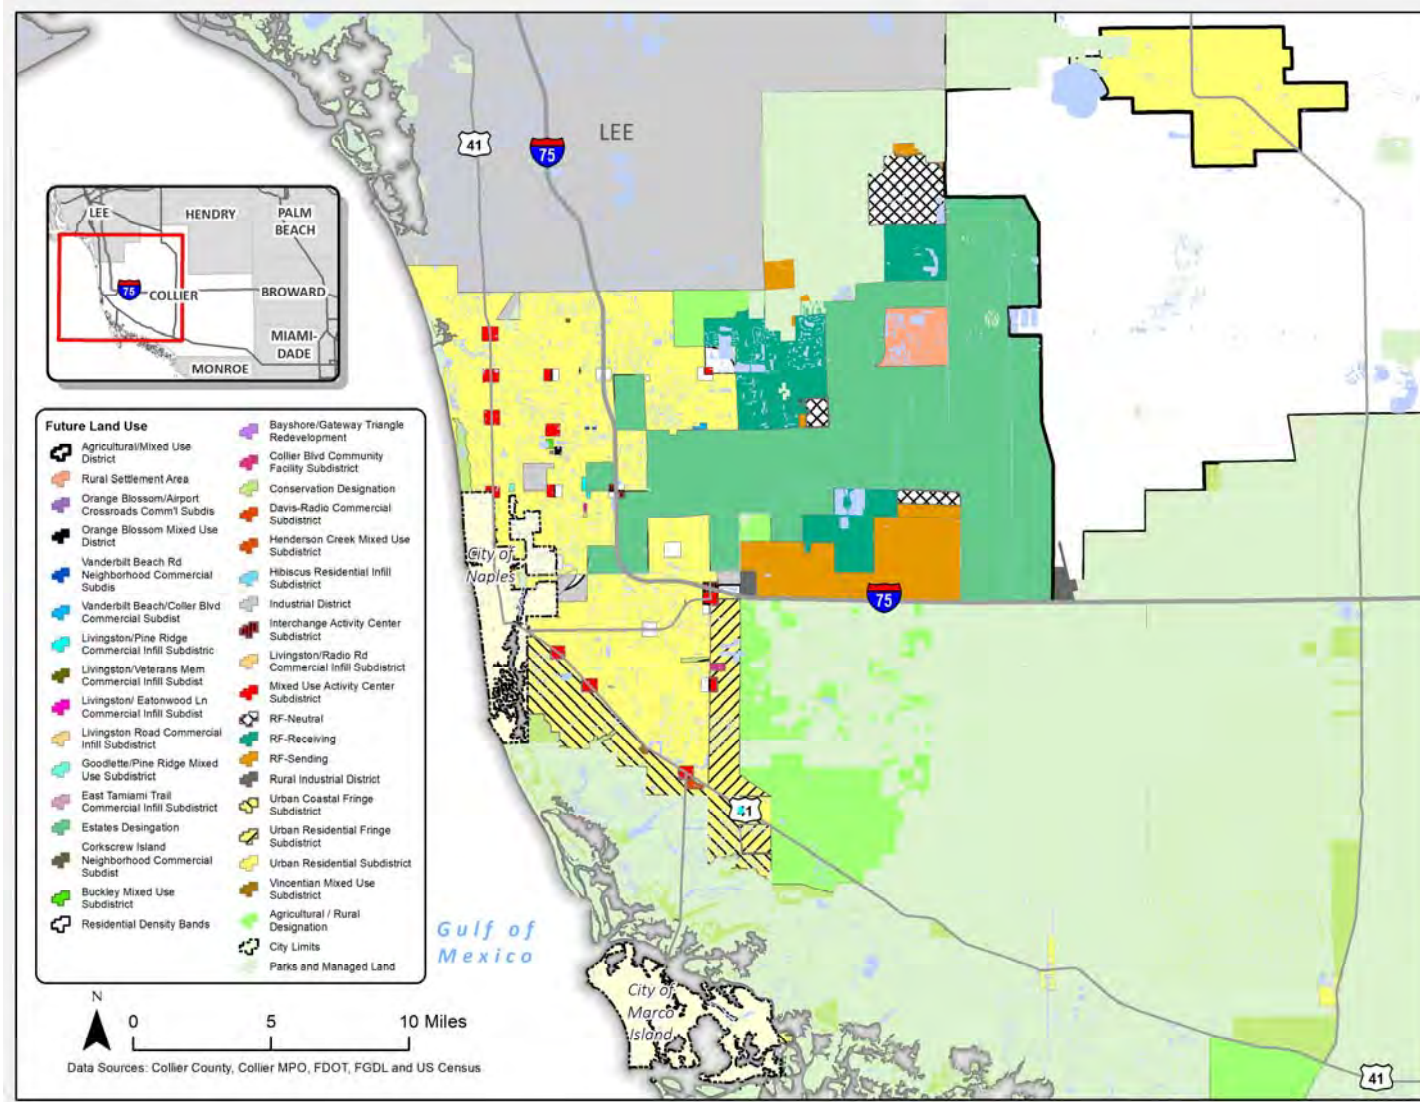 41
75
LEE
LEE
HENDRY
PALM
BEACH
75
COLLIER
BROWARD
MIAMI-
DADE
MONROE
Future Land Use
Agricultural/Mixed Use
District
Rural Settlement Area
Orange Blossom/Airport
Crossroads Comm'l Subdis
Orange Blossom Mixed Use
District
Vanderbilt Beach Rd
Neighborhood Commercial
Subdis
Vanderbilt Beach/Coller Blvd
Commercial Subdist
Livingston/Pine Ridge
Commercial Infill Subdistric
Livingston/Veterans Mem
Commercial Infill Subdist
Livingston/ Eatonwood Ln
Commercial Infill Subdist
Livingston Road Commercial
Infill Subdistrict
Goodlette/Pine Ridge Mixed
Use Subdistrict
East Tamiami Trail
Commercial Infill Subdistrict
Estates Desingation
Corkscrew Island
Neighborhood Commercial
Subdist
Buckley Mixed Use
Subdistrict
Residential Density Bands
Bayshore/Gateway Triangle
Redevelopment
Collier Blvd Community
Facility Subdistrict
Conservation Designation
Davis-Radio Commercial
Subdistrict
Henderson Creek Mixed Use
Subdistrict
Hibiscus Residential Infill
Subdistrict
Industrial District
Interchange Activity Center
Subdistrict
Livingston/Radio Rd
Commercial Infill Subdistrict
Mixed Use Activity Center
Subdistrict
RF-Neutral
RF-Receiving
RF-Sending
Rural Industrial District
Urban Coastal Fringe
Subdistrict
Urban Residential Fringe
Subdistrict
Urban Residential Subdistrict
Vincentian Mixed Use
Subdistrict
Agricultural / Rural
Designation
City Limits
Parks and Managed Land
City of
Naples
75
41
Gulf of
Mexico
City of
Marco
Island
41
N
0 5 10 Miles
Data Sources: Collier County, Collier MPO, FDOT, FGDL and US Census